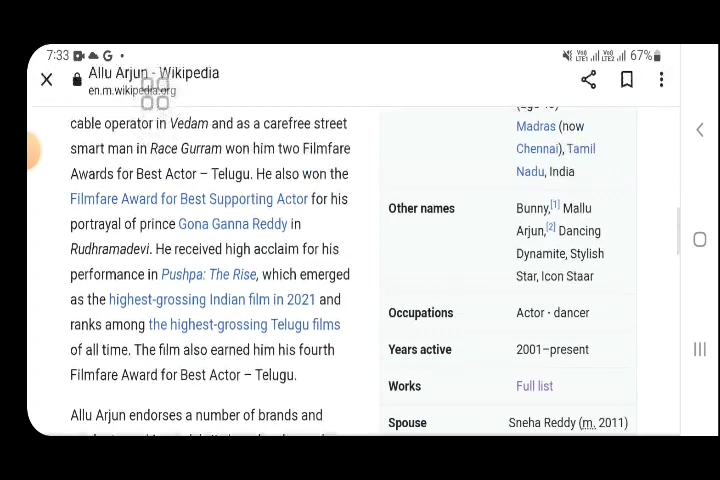 7:33
67%
Allu Arjun - Wikipedia
en.m.wikipedia.org
cable operator in Vedam and as a carefree street
smart man in Race Gurram won him two Filmfare
Awards for Best Actor – Telugu. He also won the
Filmfare Award for Best Supporting Actor for his
portrayal of prince Gona Ganna Reddy in
Rudhramadevi. He received high acclaim for his
performance in Pushpa: The Rise, which emerged
as the highest-grossing Indian film in 2021 and
ranks among the highest-grossing Telugu films
of all time. The film also earned him his fourth
Filmfare Award for Best Actor – Telugu.
Allu Arjun endorses a number of brands and
Madras (now
Chennai), Tamil
Nadu, India
Other names
Bunny,[1] Mallu
Arjun,[2] Dancing
Dynamite, Stylish
Star, Icon Staar
Occupations
Actor · dancer
Years active
2001–present
Works
Full list
Spouse
Sneha Reddy (m. 2011)